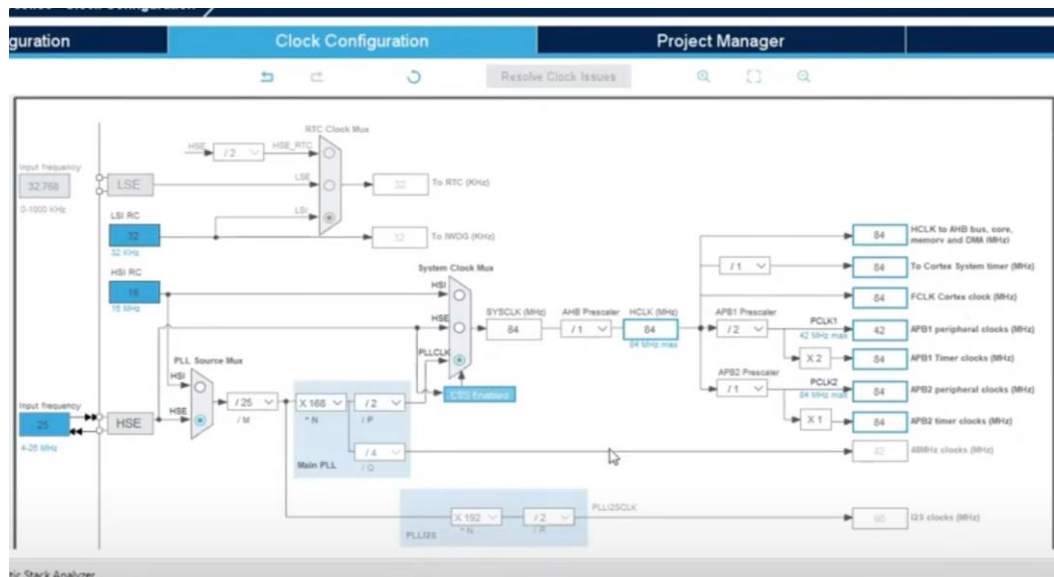 guration
Clock Configuration
Project Manager
Resolve Clock Issues
RTC Clock Mux
HSE
/ 2
HSE_RTC
Input frequency
32.768
0-1000 KHz
LSE
LSE
32
To RTC (KHz)
LSI RC
LSI
32
32 KHz
32
To IWDG (KHz)
HSI RC
16
16 MHz
System Clock Mux
HSI
HSE
PLLCLK
CSS Enabled
SYSCLK (MHz)
84
AHB Prescaler
/ 1
HCLK (MHz)
84
84 MHz max
84
HCLK to AHB bus, core,
memory and DMA (MHz)
/ 1
84
To Cortex System timer (MHz)
84
FCLK Cortex clock (MHz)
APB1 Prescaler
/ 2
PCLK1
42 MHz max
42
APB1 peripheral clocks (MHz)
X 2
84
APB1 Timer clocks (MHz)
APB2 Prescaler
/ 1
PCLK2
84 MHz max
84
APB2 peripheral clocks (MHz)
X 1
84
APB2 timer clocks (MHz)
PLL Source Mux
HSI
HSE
Input frequency
25
4-26 MHz
HSE
/ 25
/ M
X 168
* N
/ 2
/ P
/ 4
/ Q
Main PLL
42
48MHz clocks (MHz)
X 192
* N
/ 2
/ R
PLLI2S
PLLI2SCLK
96
I2S clocks (MHz)
tic Stack Analyzer